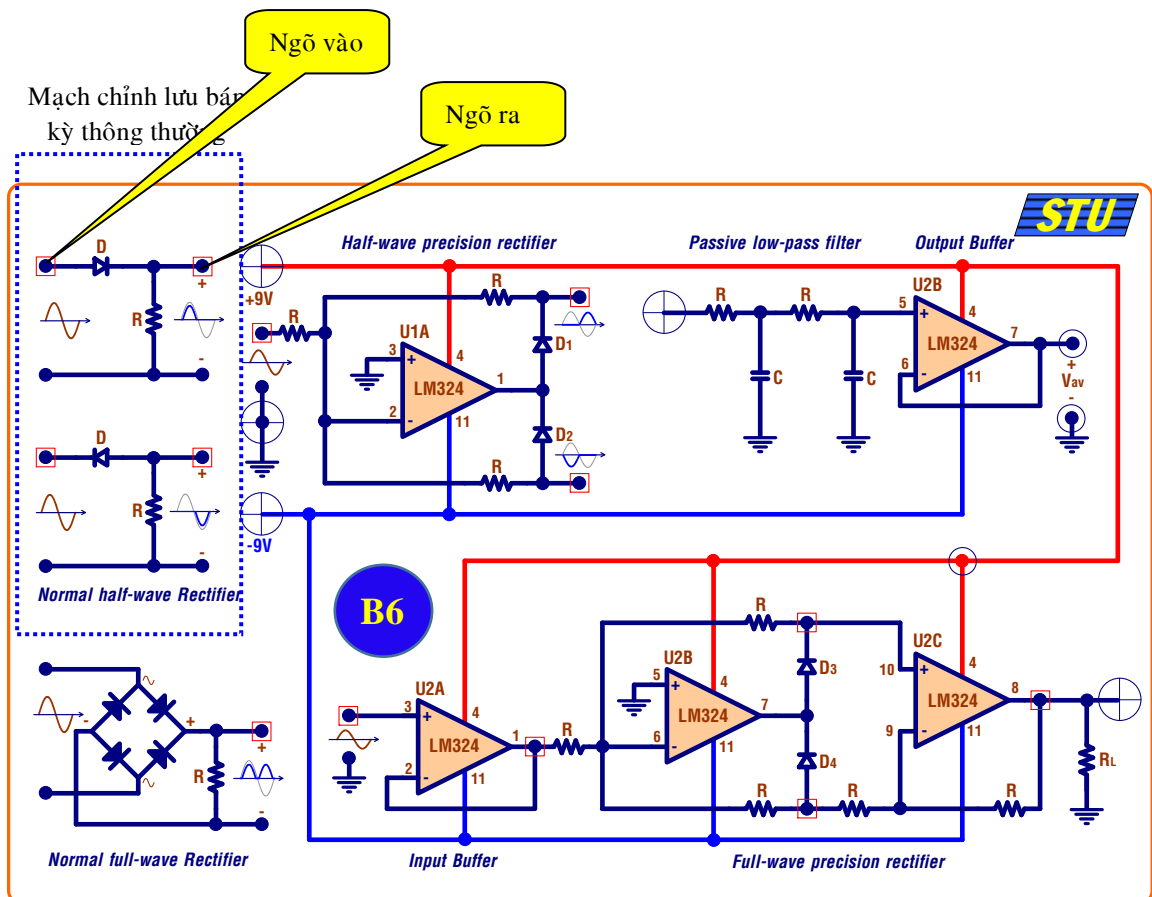 Ngõ vào
Mạch chỉnh lưu bán
kỳ thông thường
Ngõ ra
STU
Half-wave precision rectifier
Passive low-pass filter
Output Buffer
D
+
R
-
+9V
R
R
U1A
3
+
4
LM324
1
2
-
11
D1
D2
R
R
R
C
C
U2B
5
+
4
7
LM324
6
-
11
+
Vav
-
D
+
R
-
-9V
Normal half-wave Rectifier
B6
-
+
+
R
-
Normal full-wave Rectifier
U2A
3
+
4
LM324
1
2
-
11
Input Buffer
R
R
U2B
5
+
4
LM324
7
6
-
11
D3
D4
R
R
U2C
10
+
4
LM324
8
9
-
11
R
RL
Full-wave precision rectifier